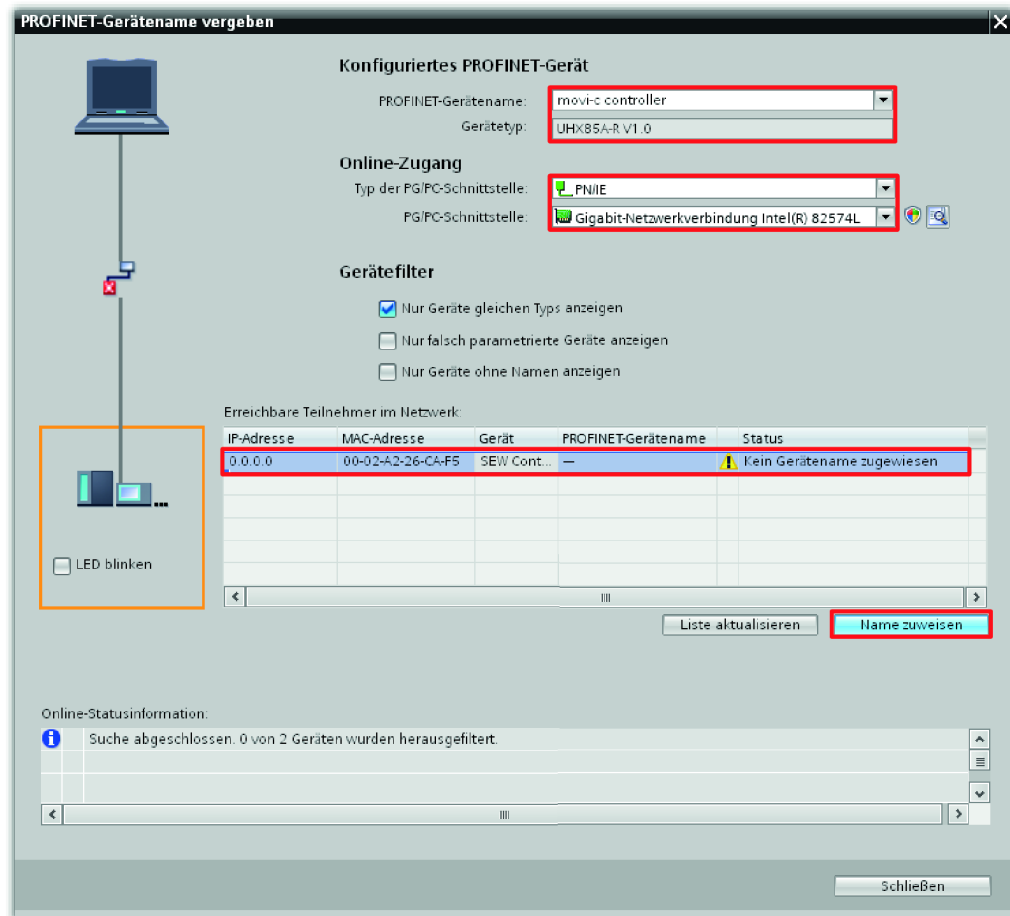 PROFINET-Gerätename vergeben
Konfiguriertes PROFINET-Gerät
PROFINET-Gerätename: movi-c controller
Gerätetyp: UHX85A-R V1.0
Online-Zugang
Typ der PG/PC-Schnittstelle: PN/IE
PG/PC-Schnittstelle: Gigabit-Netzwerkverbindung Intel(R) 82574L
Gerätefilter
Nur Geräte gleichen Typs anzeigen
Nur falsch parametrierte Geräte anzeigen
Nur Geräte ohne Namen anzeigen
Erreichbare Teilnehmer im Netzwerk:
IP-Adresse MAC-Adresse Gerät PROFINET-Gerätename Status
0.0.0.0 00-02-A2-26-CA-F5 SEW Cont... — Kein Gerätename zugewiesen
LED blinken
Liste aktualisieren Name zuweisen
Online-Statusinformation:
Suche abgeschlossen. 0 von 2 Geräten wurden herausgefiltert.
Schließen